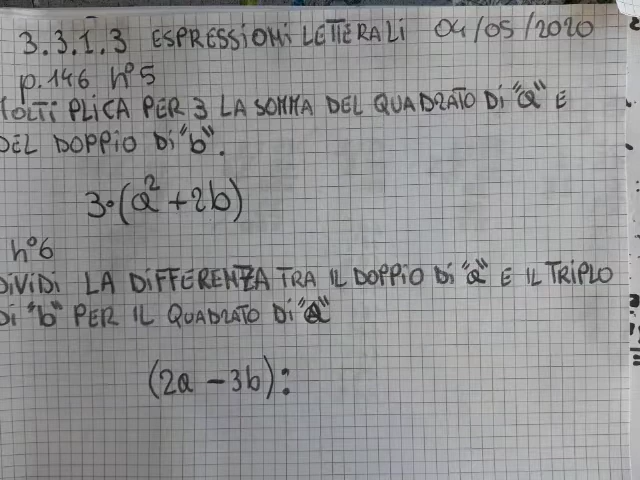 3.3.1.3 ESPRESSIONI LETTERALI 04/05/2020
p.146 n°5
MOLTIPLICA PER 3 LA SOMMA DEL QUADRATO DI "a" E
DEL DOPPIO DI "b".
3•(a²+2b)
n°6
DIVIDI LA DIFFERENZA TRA IL DOPPIO DI "a" E IL TRIPLO
DI "b" PER IL QUADRATO DI "a"
(2a-3b):